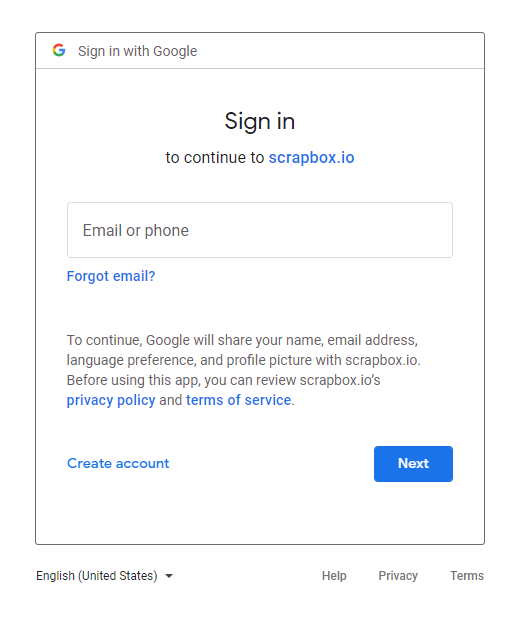 Sign in with Google
Sign in
to continue to scrapbox.io
Email or phone
Forgot email?
To continue, Google will share your name, email address,
language preference, and profile picture with scrapbox.io.
Before using this app, you can review scrapbox.io’s
privacy policy and terms of service.
Create account
Next
English (United States)
Help
Privacy
Terms